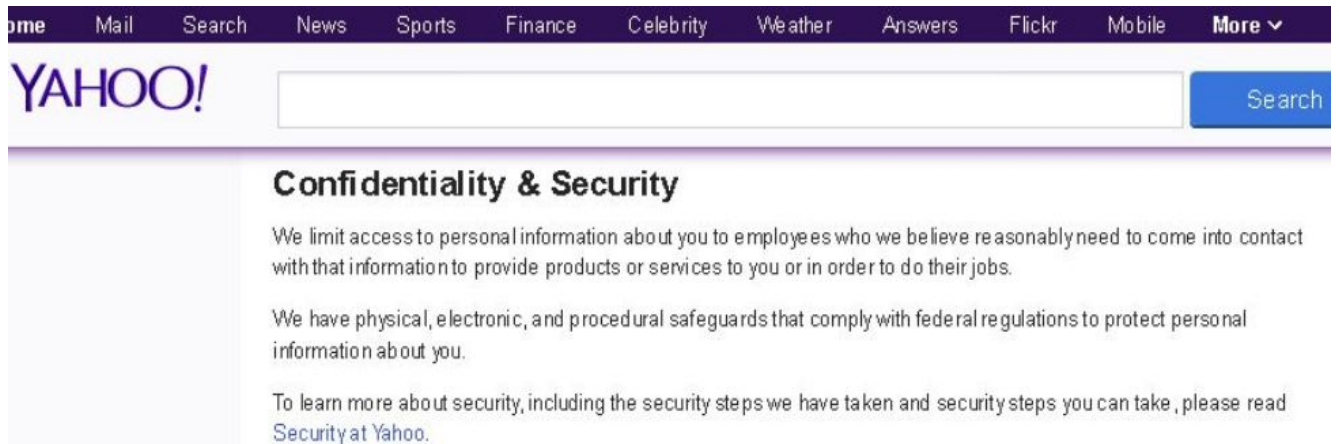 Mail Search News Sports Finance Celebrity Weather Answers Flickr Mobile More
YAHOO!
Search
Confidentiality & Security
We limit access to personal information about you to employees who we believe reasonably need to come into contact
with that information to provide products or services to you or in order to do their jobs.
We have physical, electronic, and procedural safeguards that comply with federal regulations to protect personal
information about you.
To learn more about security, including the security steps we have taken and security steps you can take, please read
Security at Yahoo.